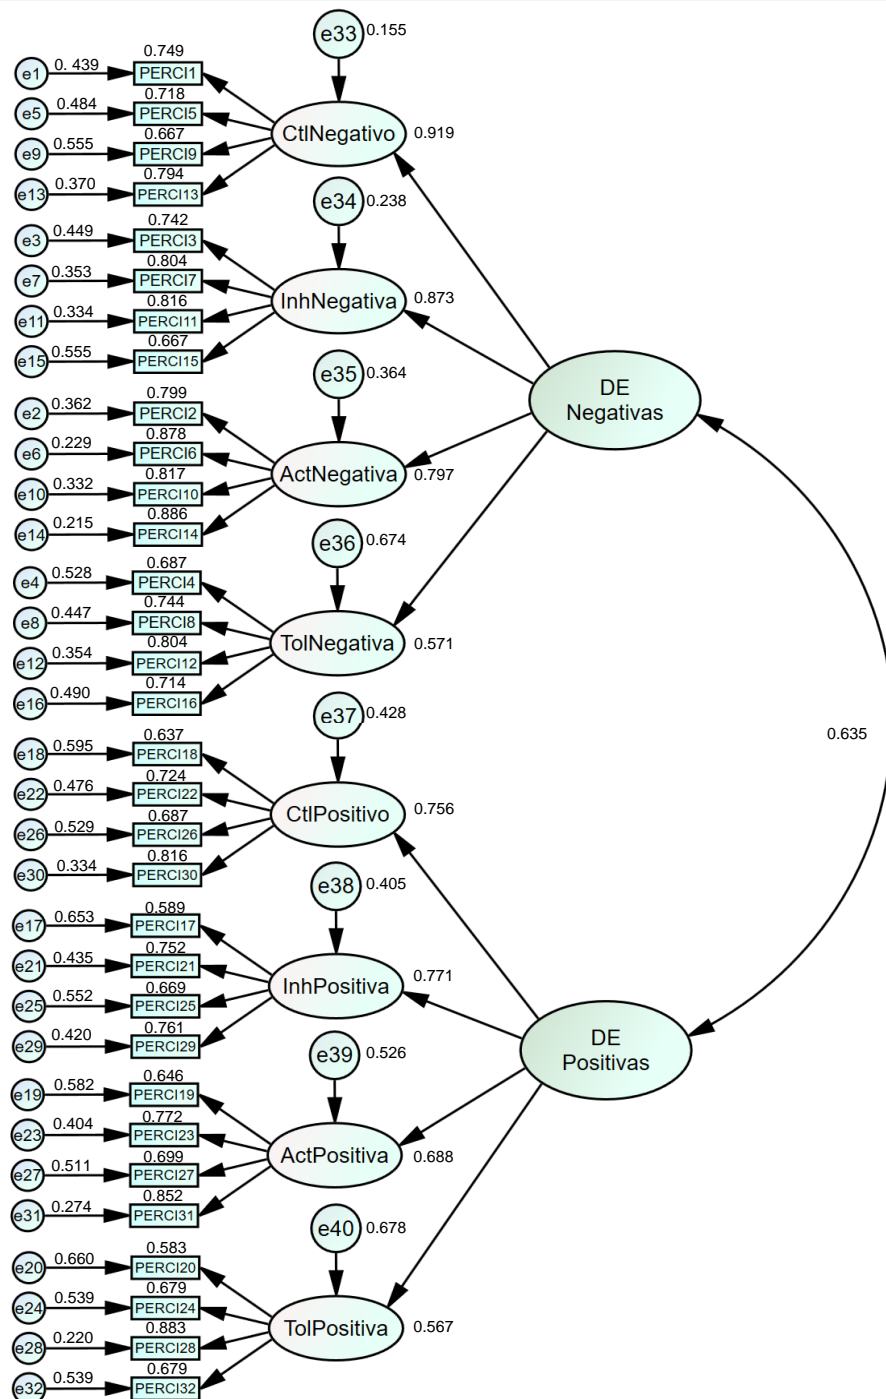 e33 0.155
0.749
e1 0. 439 PERCI1
0.718
e5 0.484 PERCI5
CtlNegativo 0.919
0.667
e9 0.555 PERCI9
0.794
e13 0.370 PERCI13
e34 0.238
0.742
e3 0.449 PERCI3
0.804
e7 0.353 PERCI7
InhNegativa 0.873
0.816
e11 0.334 PERCI11
0.667
e15 0.555 PERCI15
e35 0.364
DE
Negativas
0.799
e2 0.362 PERCI2
0.878
e6 0.229 PERCI6
ActNegativa 0.797
0.817
e10 0.332 PERCI10
0.886
e14 0.215 PERCI14
e36 0.674
0.687
e4 0.528 PERCI4
0.744
e8 0.447 PERCI8
TolNegativa 0.571
0.804
e12 0.354 PERCI12
0.714
e16 0.490 PERCI16
e37 0.428
0.635
0.637
e18 0.595 PERCI18
0.724
e22 0.476 PERCI22
CtlPositivo 0.756
0.687
e26 0.529 PERCI26
0.816
e30 0.334 PERCI30
e38 0.405
0.589
e17 0.653 PERCI17
0.752
e21 0.435 PERCI21
InhPositiva 0.771
0.669
e25 0.552 PERCI25
0.761
e29 0.420 PERCI29
DE
Positivas
e39 0.526
0.646
e19 0.582 PERCI19
0.772
e23 0.404 PERCI23
ActPositiva 0.688
0.699
e27 0.511 PERCI27
0.852
e31 0.274 PERCI31
e40 0.678
0.583
e20 0.660 PERCI20
0.679
e24 0.539 PERCI24
TolPositiva 0.567
0.883
e28 0.220 PERCI28
0.679
e32 0.539 PERCI32